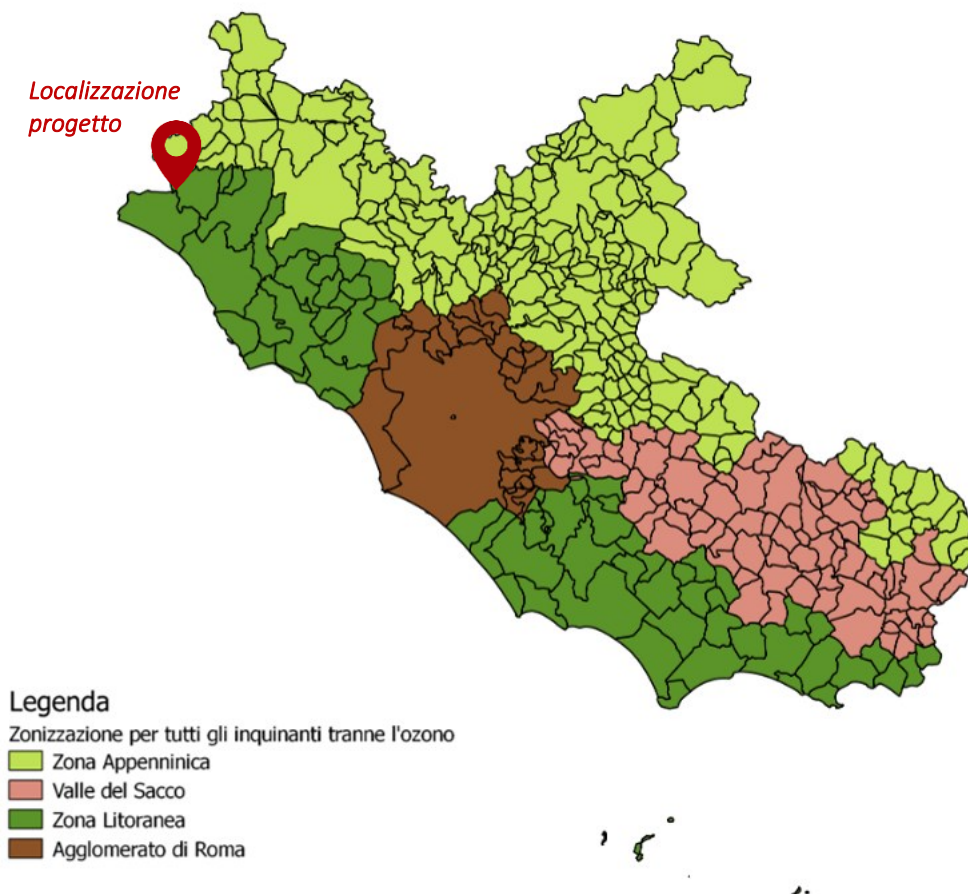 Localizzazione
progetto
Legenda
Zonizzazione per tutti gli inquinanti tranne l'ozono
Zona Appenninica
Valle del Sacco
Zona Litoranea
Agglomerato di Roma